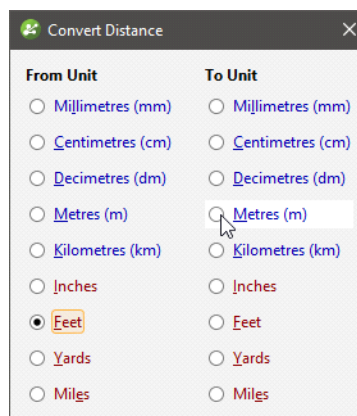 Convert Distance
From Unit
To Unit
Millimetres (mm)
Millimetres (mm)
Centimetres (cm)
Centimetres (cm)
Decimetres (dm)
Decimetres (dm)
Metres (m)
Metres (m)
Kilometres (km)
Kilometres (km)
Inches
Inches
Feet
Feet
Yards
Yards
Miles
Miles